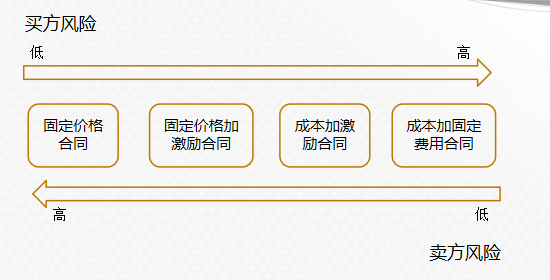 买方风险
低
高
固定价格
合同
固定价格加
激励合同
成本加激
励合同
成本加固定
费用合同
高
低
卖方风险